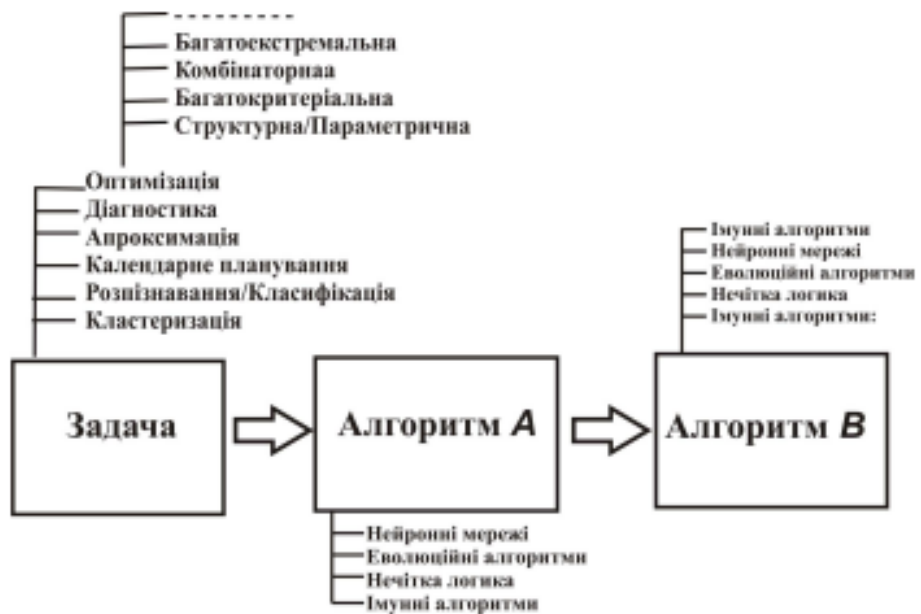 Багатоекстремальна
Комбінаторнаа
Багатокритеріальна
Структурна/Параметрична
Оптимізація
Діагностика
Апроксимація
Календарне планування
Розпізнавання/Класифікація
Кластеризація
Імунні алгоритми
Нейронні мережі
Еволюційні алгоритми
Нечітка логика
Імунні алгоритми:
Задача
Алгоритм A
Алгоритм B
Нейронні мережі
Еволюційні алгоритми
Нечітка логика
Імунні алгоритми